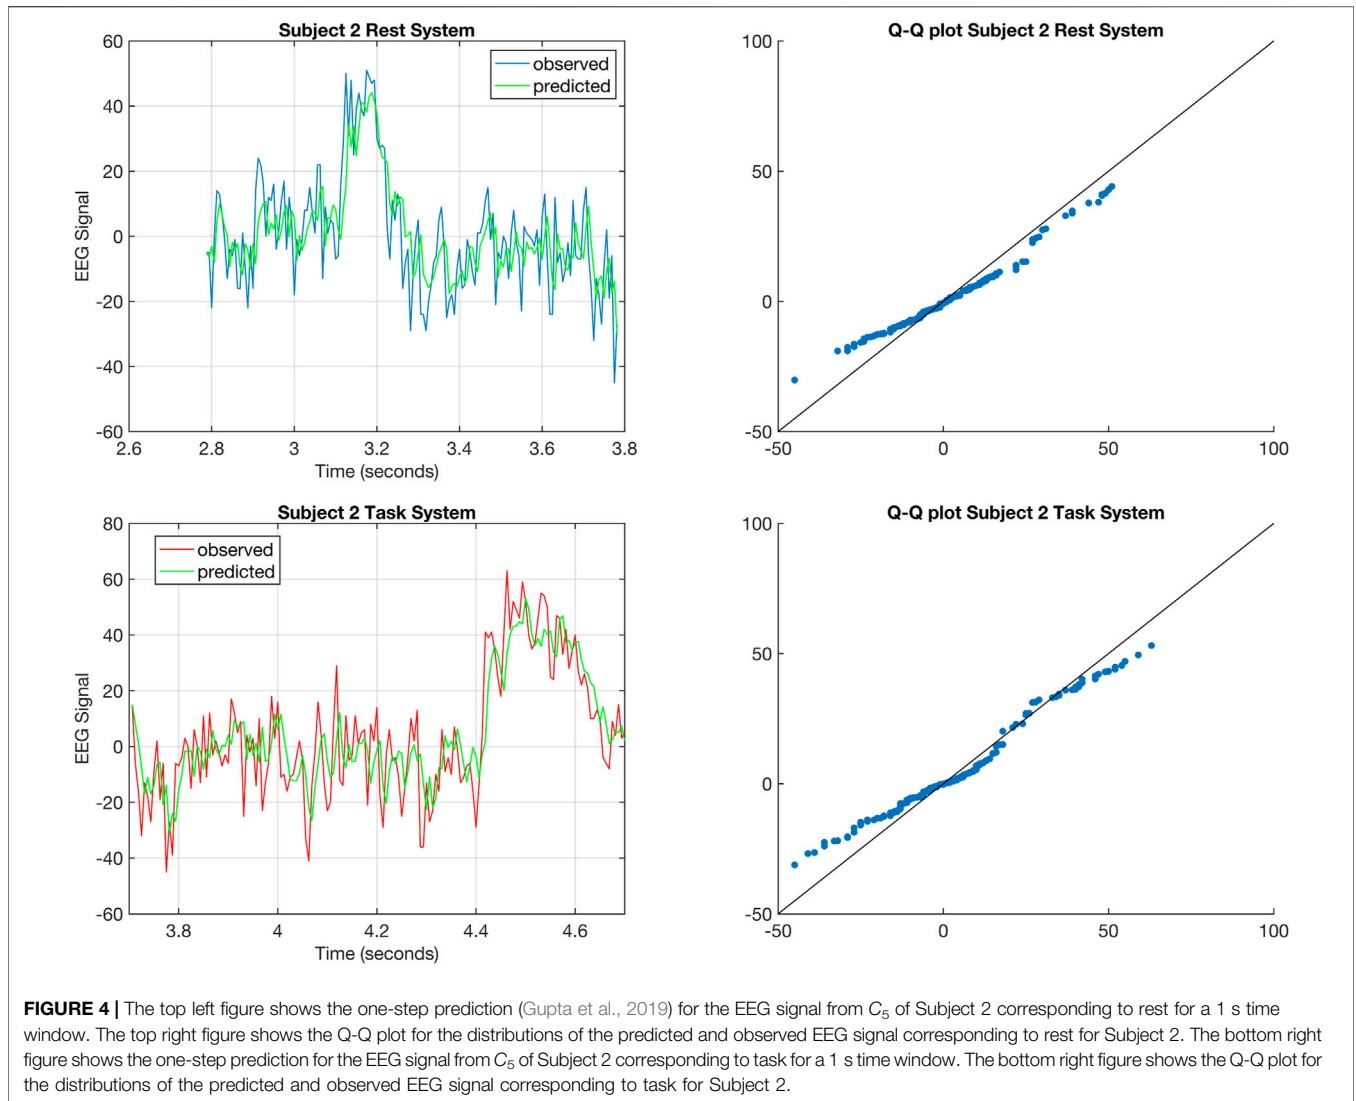 Subject 2 Rest System
60
40
20
0
-20
-40
-60
EEG Signal
observed
predicted
2.6 2.8 3 3.2 3.4 3.6 3.8
Time (seconds)
Q-Q plot Subject 2 Rest System
100
50
0
-50
-50 0 50 100
Subject 2 Task System
80
60
40
20
0
-20
-40
-60
EEG Signal
observed
predicted
3.8 4 4.2 4.4 4.6
Time (seconds)
Q-Q plot Subject 2 Task System
100
50
0
-50
-50 0 50 100
FIGURE 4 | The top left figure shows the one-step prediction (Gupta et al., 2019) for the EEG signal from C5 of Subject 2 corresponding to rest for a 1 s time
window. The top right figure shows the Q-Q plot for the distributions of the predicted and observed EEG signal corresponding to rest for Subject 2. The bottom right
figure shows the one-step prediction for the EEG signal from C5 of Subject 2 corresponding to task for a 1 s time window. The bottom right figure shows the Q-Q plot for
the distributions of the predicted and observed EEG signal corresponding to task for Subject 2.